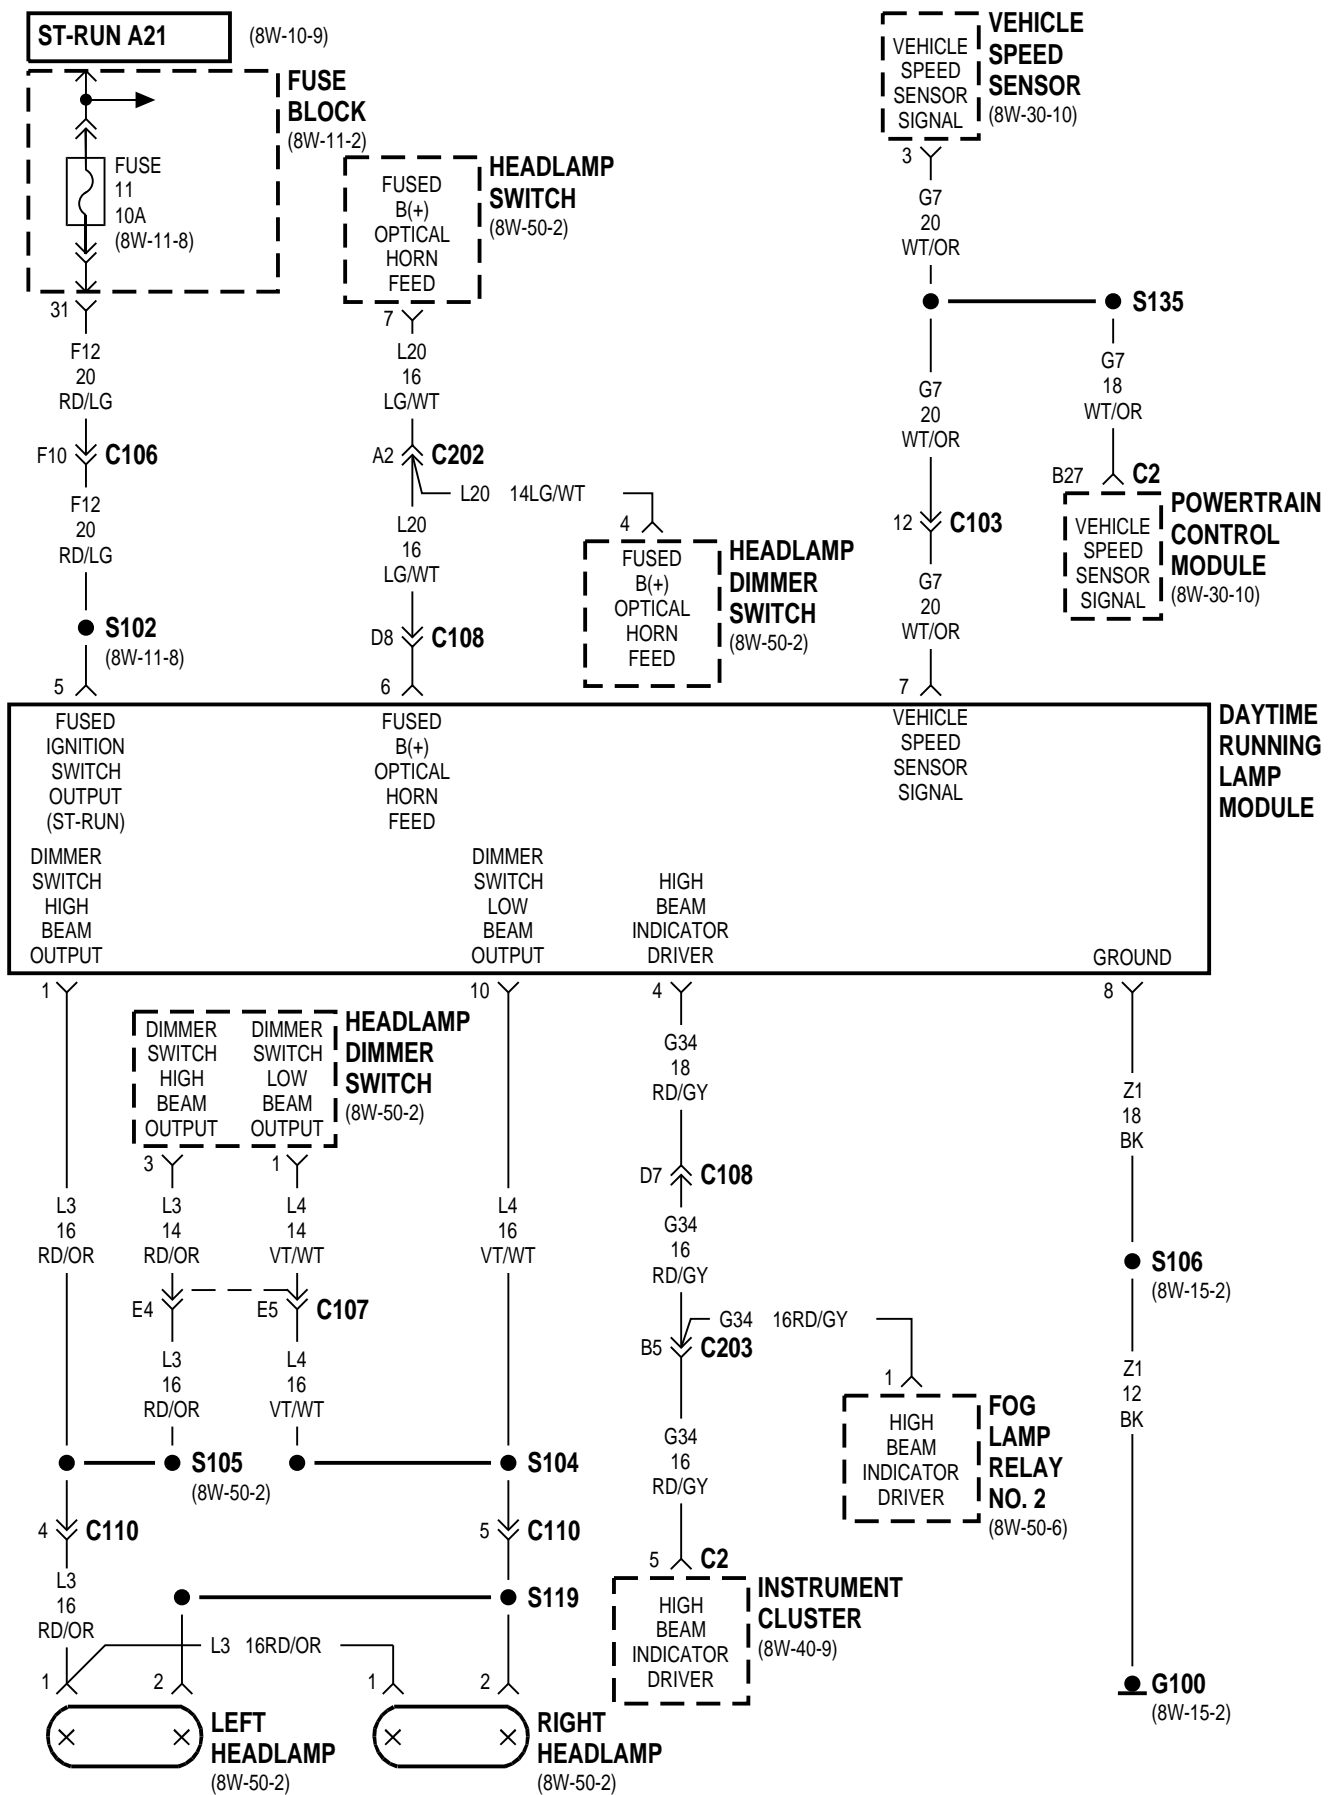 ST-RUN A21
(8W-10-9)
FUSE
BLOCK
(8W-11-2)
FUSE
11
10A
(8W-11-8)
31
F12
20
RD/LG
F10
C106
F12
20
RD/LG
S102
(8W-11-8)
5
FUSED
B(+)
OPTICAL
HORN
FEED
HEADLAMP
SWITCH
(8W-50-2)
7
L20
16
LG/WT
A2
C202
L20 14LG/WT
L20
16
LG/WT
D8
C108
6
4
FUSED
B(+)
OPTICAL
HORN
FEED
HEADLAMP
DIMMER
SWITCH
(8W-50-2)
VEHICLE
SPEED
SENSOR
SIGNAL
VEHICLE
SPEED
SENSOR
(8W-30-10)
3
G7
20
WT/OR
S135
G7
20
WT/OR
G7
18
WT/OR
12
C103
G7
20
WT/OR
7
B27
C2
VEHICLE
SPEED
SENSOR
SIGNAL
POWERTRAIN
CONTROL
MODULE
(8W-30-10)
FUSED
IGNITION
SWITCH
OUTPUT
(ST-RUN)
FUSED
B(+)
OPTICAL
HORN
FEED
VEHICLE
SPEED
SENSOR
SIGNAL
DAYTIME
RUNNING
LAMP
MODULE
DIMMER
SWITCH
HIGH
BEAM
OUTPUT
DIMMER
SWITCH
LOW
BEAM
OUTPUT
HIGH
BEAM
INDICATOR
DRIVER
GROUND
1
10
4
8
DIMMER
SWITCH
HIGH
BEAM
OUTPUT
DIMMER
SWITCH
LOW
BEAM
OUTPUT
HEADLAMP
DIMMER
SWITCH
(8W-50-2)
3
1
L3
16
RD/OR
L3
14
RD/OR
L4
14
VT/WT
L4
16
VT/WT
E4
E5
C107
L3
16
RD/OR
L4
16
VT/WT
S105
(8W-50-2)
S104
4
C110
5
C110
L3
16
RD/OR
S119
L3 16RD/OR
1
2
1
2
LEFT
HEADLAMP
(8W-50-2)
RIGHT
HEADLAMP
(8W-50-2)
G34
18
RD/GY
D7
C108
G34
16
RD/GY
G34 16RD/GY
B5
C203
G34
16
RD/GY
5
C2
HIGH
BEAM
INDICATOR
DRIVER
INSTRUMENT
CLUSTER
(8W-40-9)
1
HIGH
BEAM
INDICATOR
DRIVER
FOG
LAMP
RELAY
NO. 2
(8W-50-6)
Z1
18
BK
S106
(8W-15-2)
Z1
12
BK
G100
(8W-15-2)